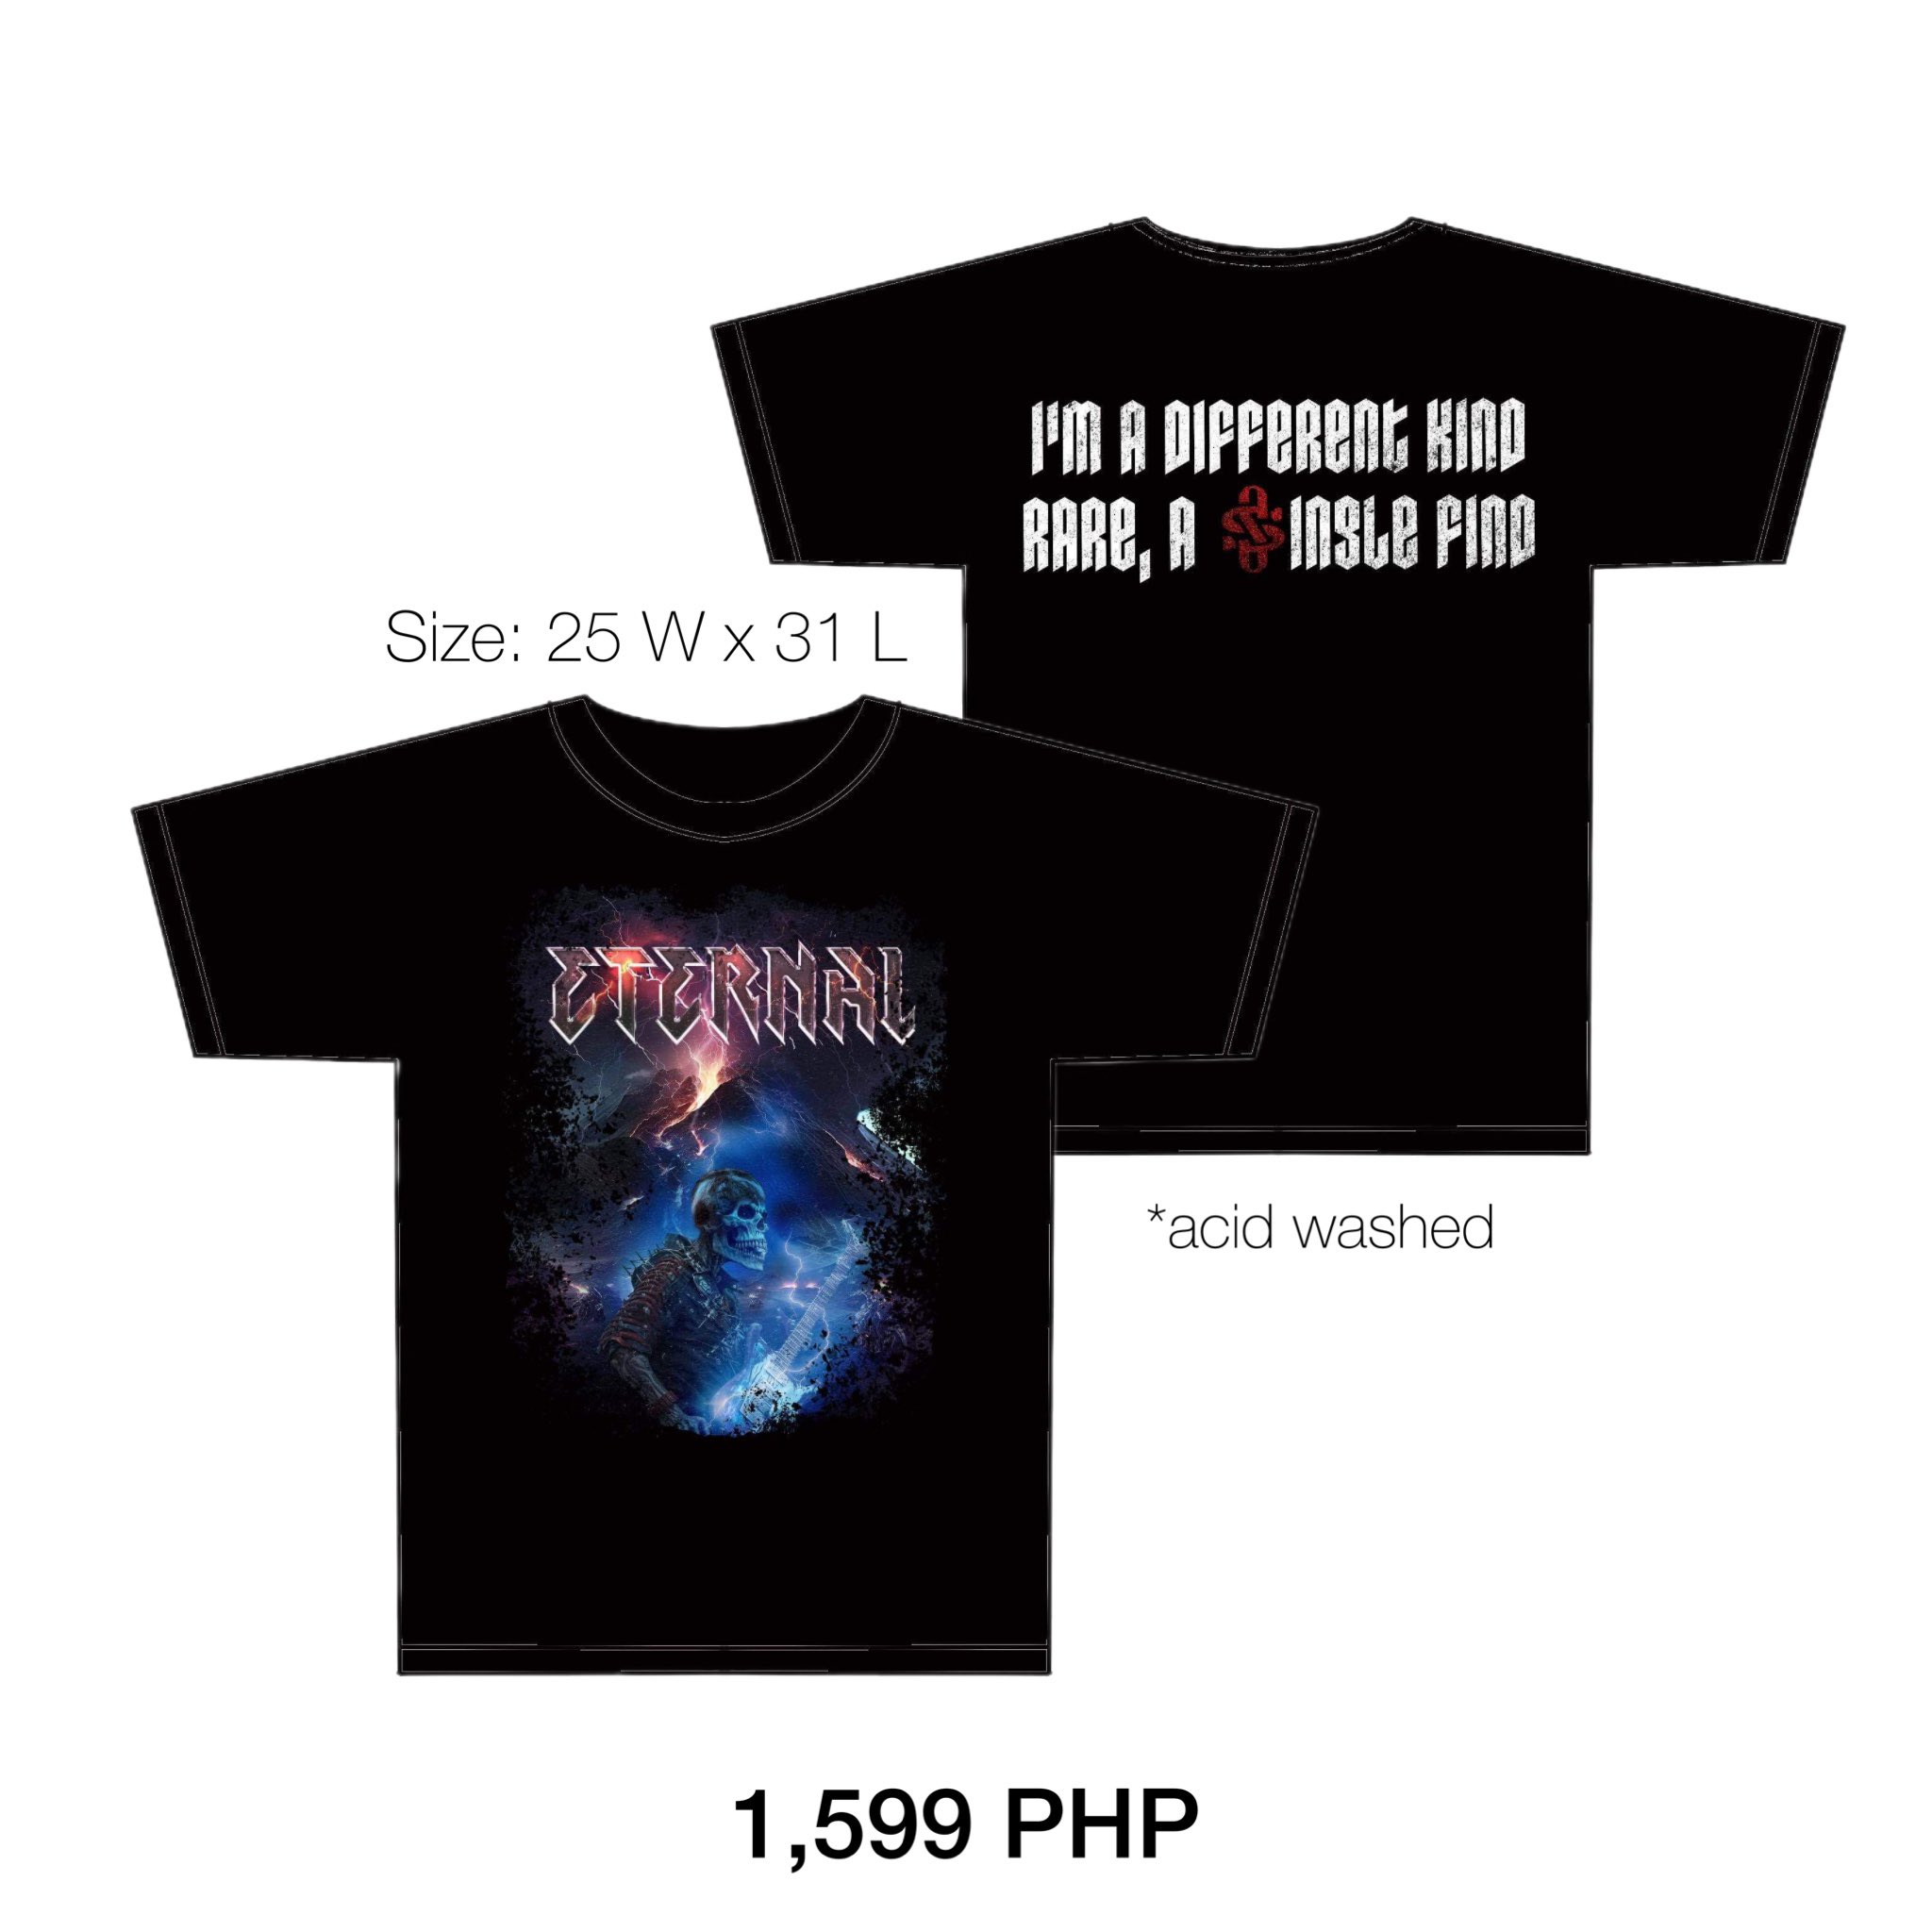 I'M A DIFFERENT KIND
RARE, A SINGLE FIND
Size: 25 W x 31 L
ETERNAL
*acid washed
1,599 PHP